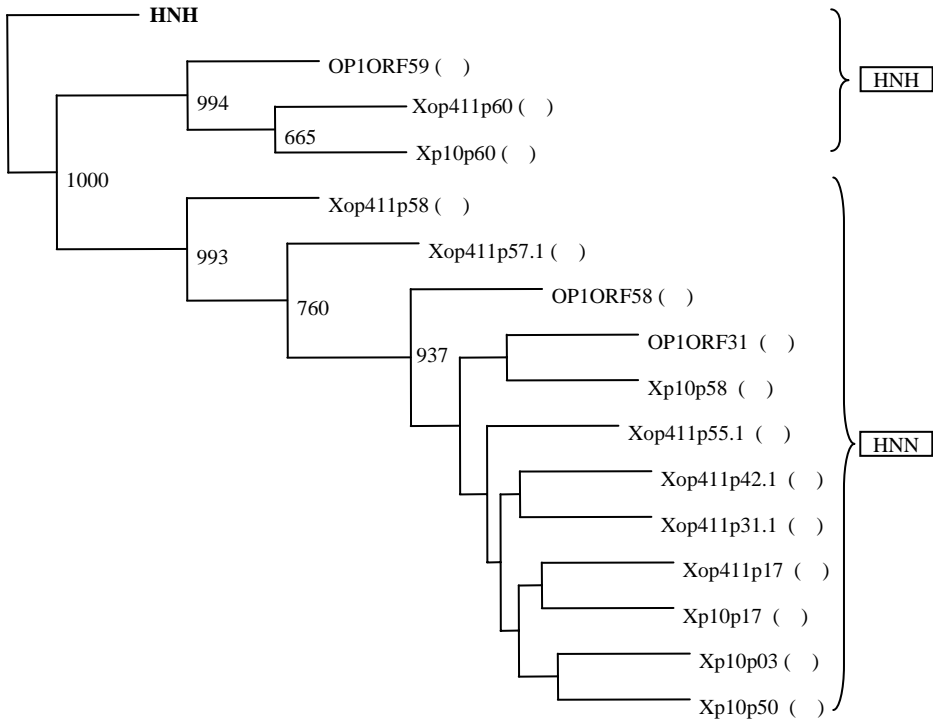 HNH
OP1ORF59 ( )
HNH
994
Xop411p60 ( )
665
Xp10p60 ( )
1000
Xop411p58 ( )
993
Xop411p57.1 ( )
OP1ORF58 ( )
760
OP1ORF31 ( )
937
Xp10p58 ( )
Xop411p55.1 ( )
HNN
Xop411p42.1 ( )
Xop411p31.1 ( )
Xop411p17 ( )
Xp10p17 ( )
Xp10p03 ( )
Xp10p50 ( )